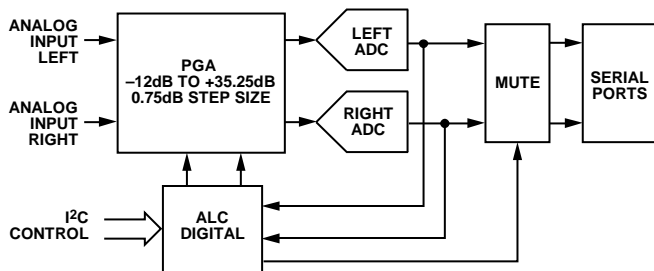 ANALOG
INPUT
LEFT
PGA
–12dB TO +35.25dB
0.75dB STEP SIZE
LEFT
ADC
MUTE
SERIAL
PORTS
ANALOG
INPUT
RIGHT
RIGHT
ADC
I²C
CONTROL
ALC
DIGITAL